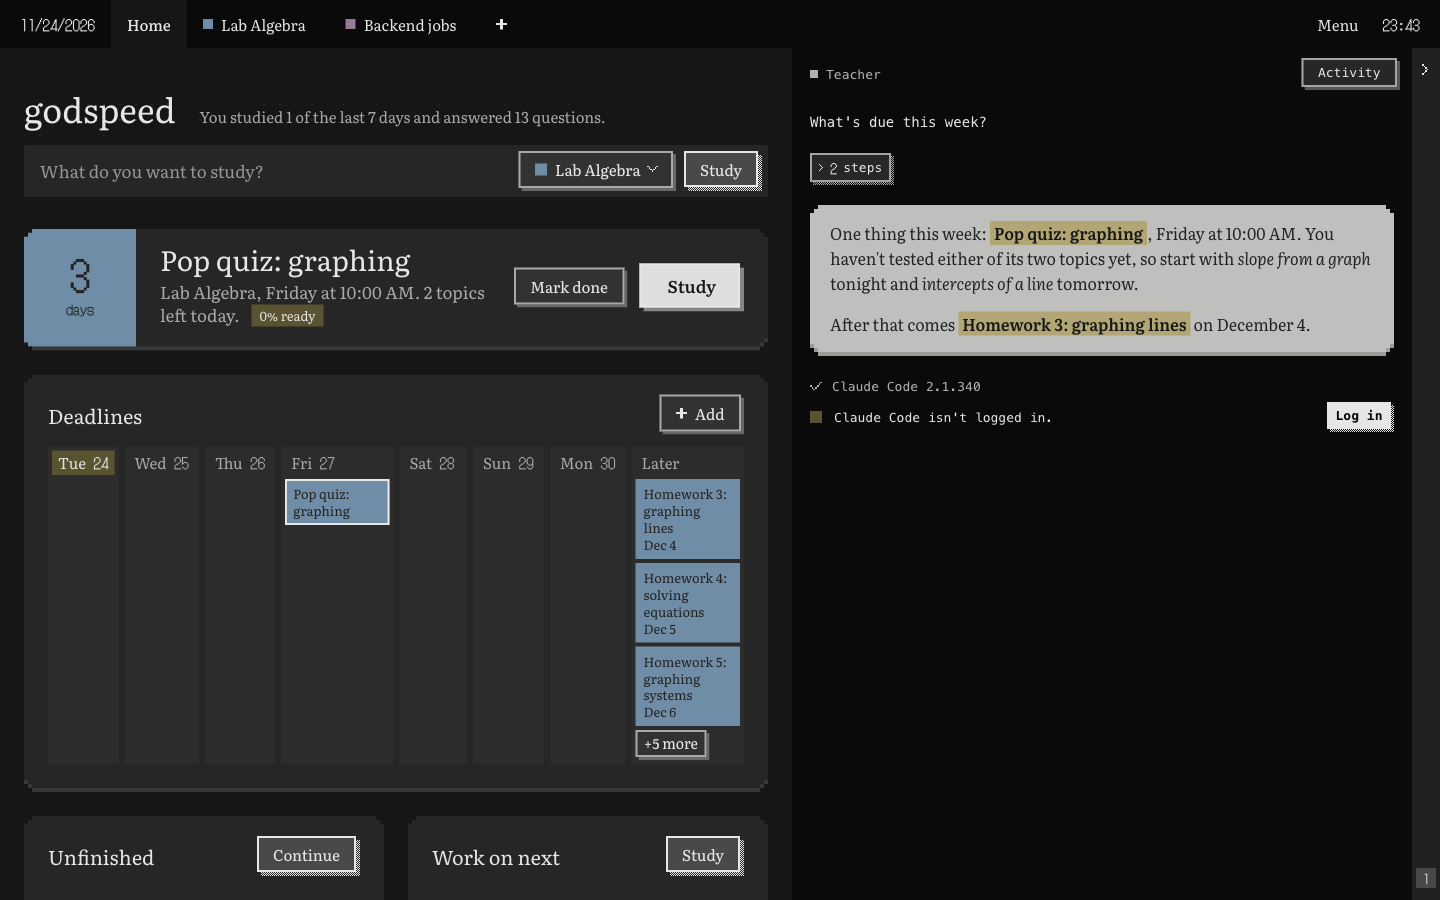 11/24/2026 Home Lab Algebra Backend jobs + Menu 23:43
godspeed You studied 1 of the last 7 days and answered 13 questions.
What do you want to study? Lab Algebra Study
3 days
Pop quiz: graphing
Lab Algebra, Friday at 10:00 AM. 2 topics
left today. 0% ready
Mark done Study
Deadlines + Add
Tue 24 Wed 25 Thu 26 Fri 27 Sat 28 Sun 29 Mon 30 Later
Pop quiz:
graphing
Homework 3:
graphing
lines
Dec 4
Homework 4:
solving
equations
Dec 5
Homework 5:
graphing
systems
Dec 6
+5 more
Unfinished Continue
Work on next Study
Teacher Activity
What's due this week?
2 steps
One thing this week: Pop quiz: graphing, Friday at 10:00 AM. You
haven't tested either of its two topics yet, so start with slope from a graph
tonight and intercepts of a line tomorrow.
After that comes Homework 3: graphing lines on December 4.
Claude Code 2.1.340
Claude Code isn't logged in. Log in
1